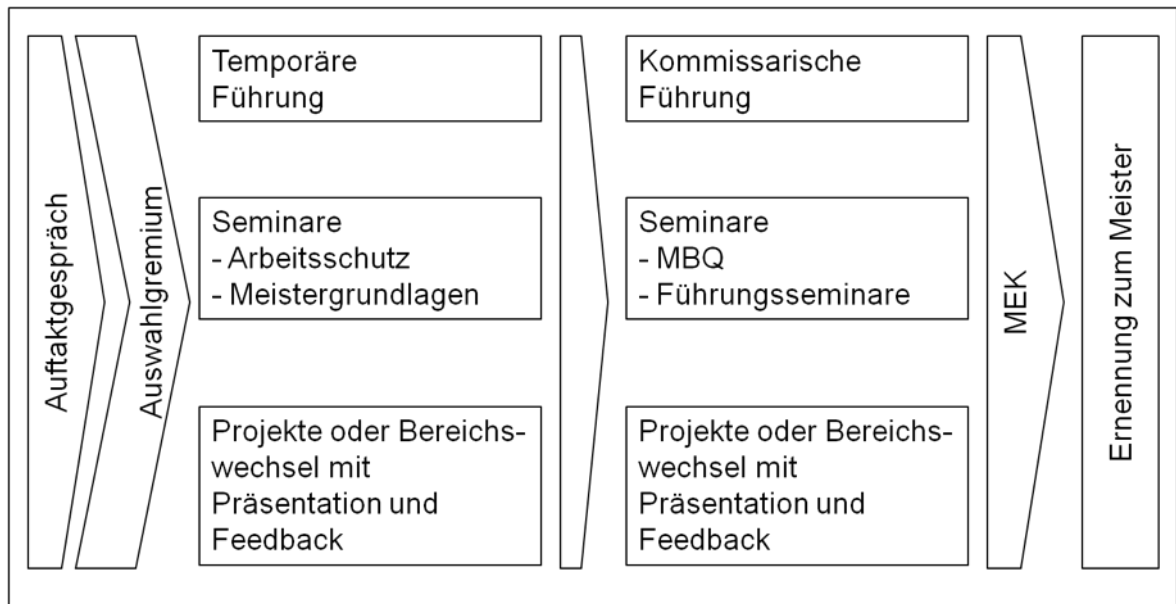 Auftaktgespräch
Auswahlgremium
Temporäre
Führung
Seminare
- Arbeitsschutz
- Meistergrundlagen
Projekte oder Bereichs-
wechsel mit
Präsentation und
Feedback
Kommissarische
Führung
Seminare
- MBQ
- Führungsseminare
Projekte oder Bereichs-
wechsel mit
Präsentation und
Feedback
MEK
Ernennung zum Meister